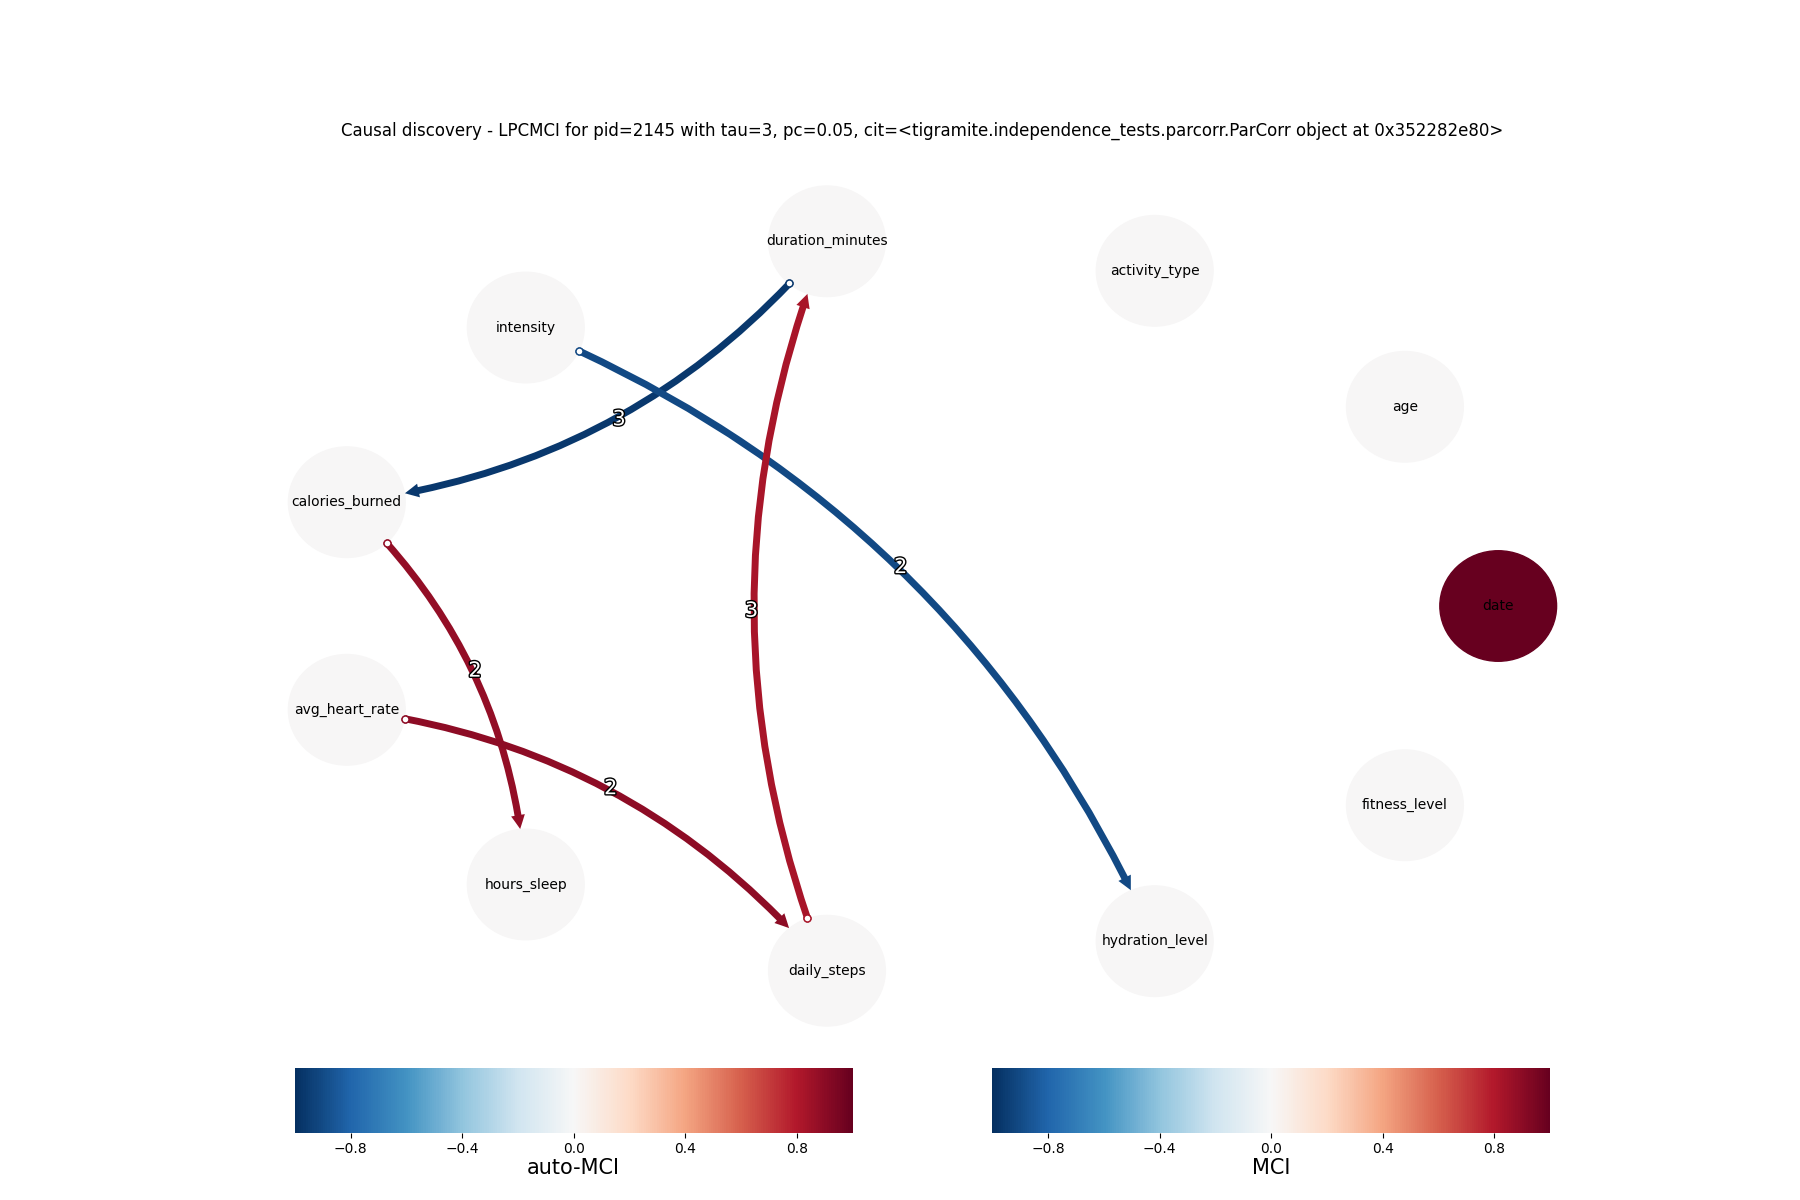 Causal discovery - LPCMCI for pid=2145 with tau=3, pc=0.05, cit=<tigramite.independence_tests.parcorr.ParCorr object at 0x352282e80>
duration_minutes
activity_type
intensity
age
3
calories_burned
2
date
3
2
avg_heart_rate
2
fitness_level
hours_sleep
hydration_level
daily_steps
−0.8 −0.4 0.0 0.4 0.8
auto-MCI
−0.8 −0.4 0.0 0.4 0.8
MCI